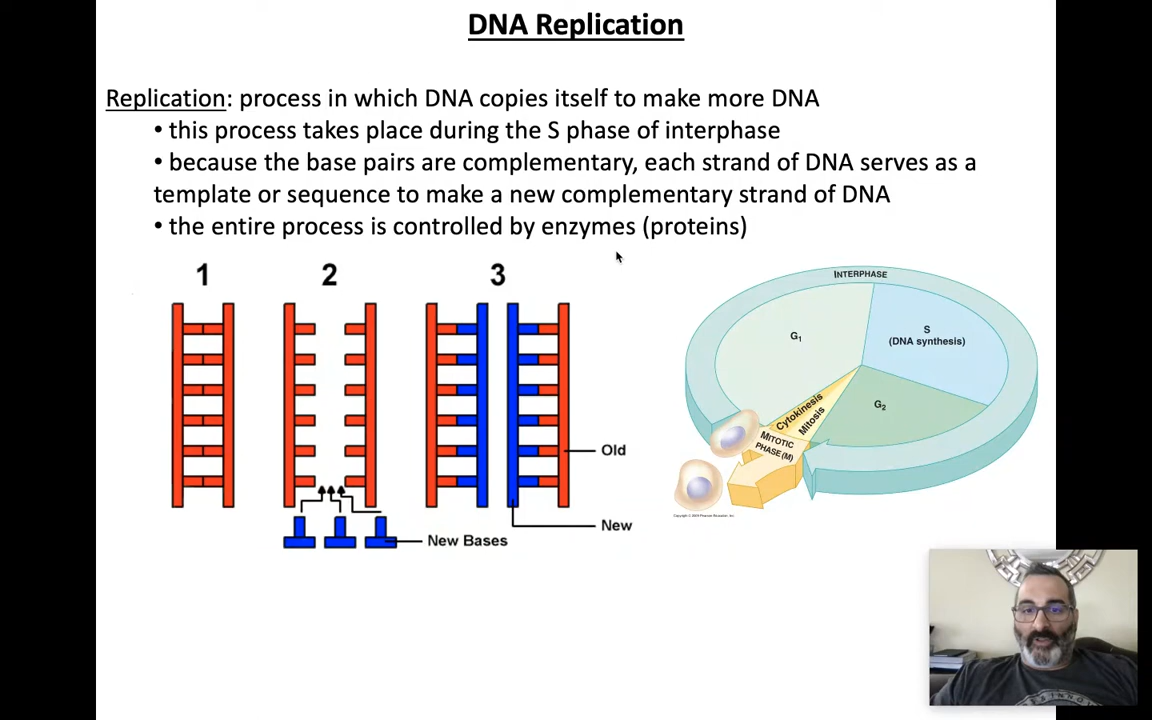 DNA Replication
Replication: process in which DNA copies itself to make more DNA
• this process takes place during the S phase of interphase
• because the base pairs are complementary, each strand of DNA serves as a
template or sequence to make a new complementary strand of DNA
• the entire process is controlled by enzymes (proteins)
1 2 3
Old
New
New Bases
INTERPHASE
G1
S
(DNA synthesis)
G2
Cytokinesis
Mitosis
MITOTIC
PHASE (M)